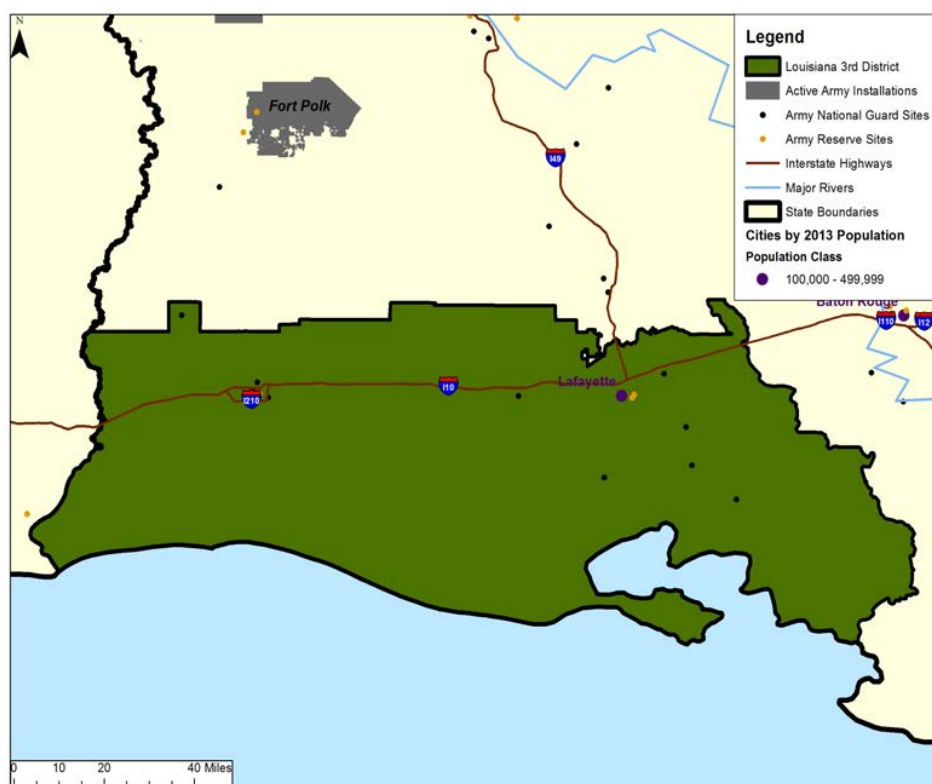 N
Legend
Louisiana 3rd District
Active Army Installations
Army National Guard Sites
Army Reserve Sites
Interstate Highways
Major Rivers
State Boundaries
Cities by 2013 Population
Population Class
100,000 - 499,999
Fort Polk
I49
Baton Rouge
I110
I12
Lafayette
I10
I210
0 10 20 40 Miles